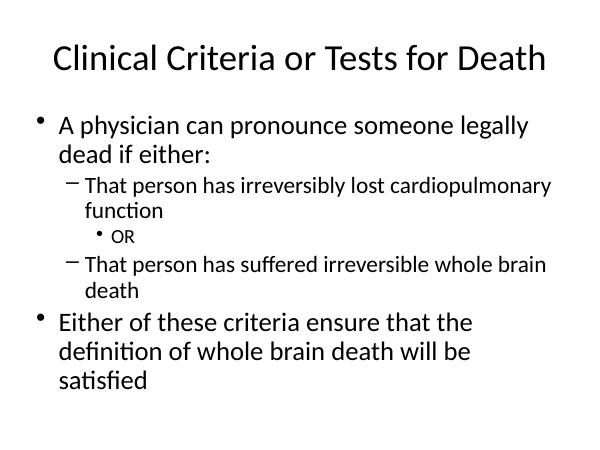 Clinical Criteria or Tests for Death
• A physician can pronounce someone legally
dead if either:
– That person has irreversibly lost cardiopulmonary
function
• OR
– That person has suffered irreversible whole brain
death
• Either of these criteria ensure that the
definition of whole brain death will be
satisfied